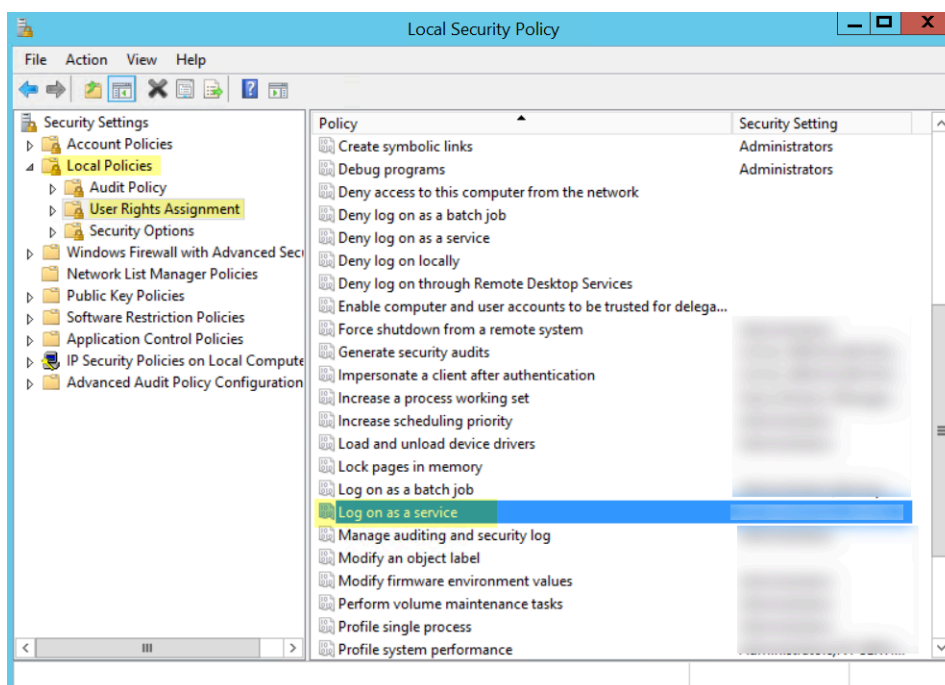 Local Security Policy
File Action View Help
Security Settings
Account Policies
Local Policies
Audit Policy
User Rights Assignment
Security Options
Windows Firewall with Advanced Secu
Network List Manager Policies
Public Key Policies
Software Restriction Policies
Application Control Policies
IP Security Policies on Local Compute
Advanced Audit Policy Configuration
Policy Security Setting
Create symbolic links Administrators
Debug programs Administrators
Deny access to this computer from the network
Deny log on as a batch job
Deny log on as a service
Deny log on locally
Deny log on through Remote Desktop Services
Enable computer and user accounts to be trusted for delega...
Force shutdown from a remote system
Generate security audits
Impersonate a client after authentication
Increase a process working set
Increase scheduling priority
Load and unload device drivers
Lock pages in memory
Log on as a batch job
Log on as a service
Manage auditing and security log
Modify an object label
Modify firmware environment values
Perform volume maintenance tasks
Profile single process
Profile system performance